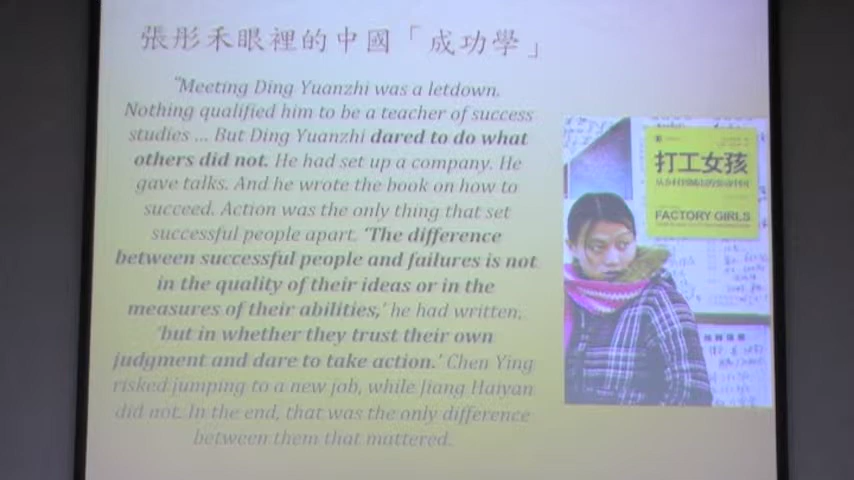 張彤禾眼裡的中國「成功學」
"Meeting Ding Yuanzhi was a letdown.
Nothing qualified him to be a teacher of success
studies ... But Ding Yuanzhi dared to do what
others did not. He had set up a company. He
gave talks. And he wrote the book on how to
succeed. Action was the only thing that set
successful people apart. 'The difference
between successful people and failures is not
in the quality of their ideas or in the
measures of their abilities,' he had written,
'but in whether they trust their own
judgment and dare to take action.' Chen Ying
risked jumping to a new job, while Jiang Haiyan
did not. In the end, that was the only difference
between them that mattered.
打工女孩
FACTORY GIRLS